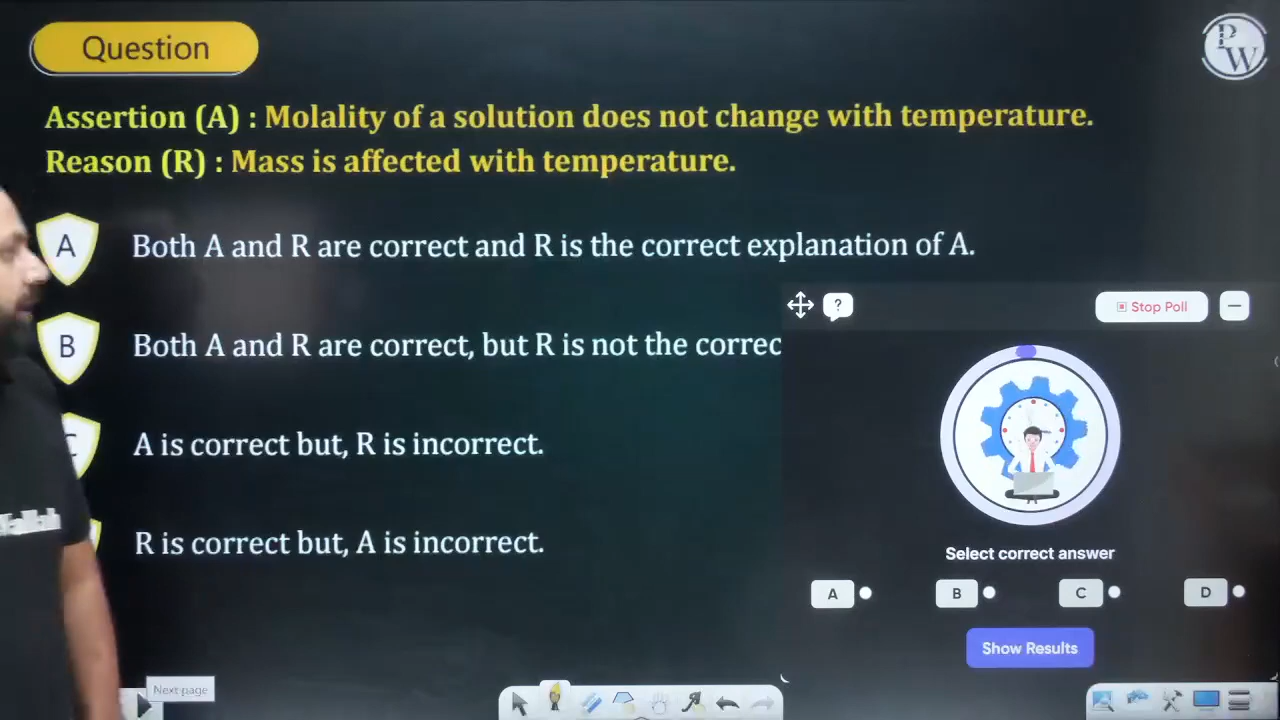 Question
PW
Assertion (A) : Molality of a solution does not change with temperature.
Reason (R) : Mass is affected with temperature.
A Both A and R are correct and R is the correct explanation of A.
? Stop Poll
B Both A and R are correct, but R is not the correc
C A is correct but, R is incorrect.
R is correct but, A is incorrect.
Select correct answer
A B C D
Show Results
Next page